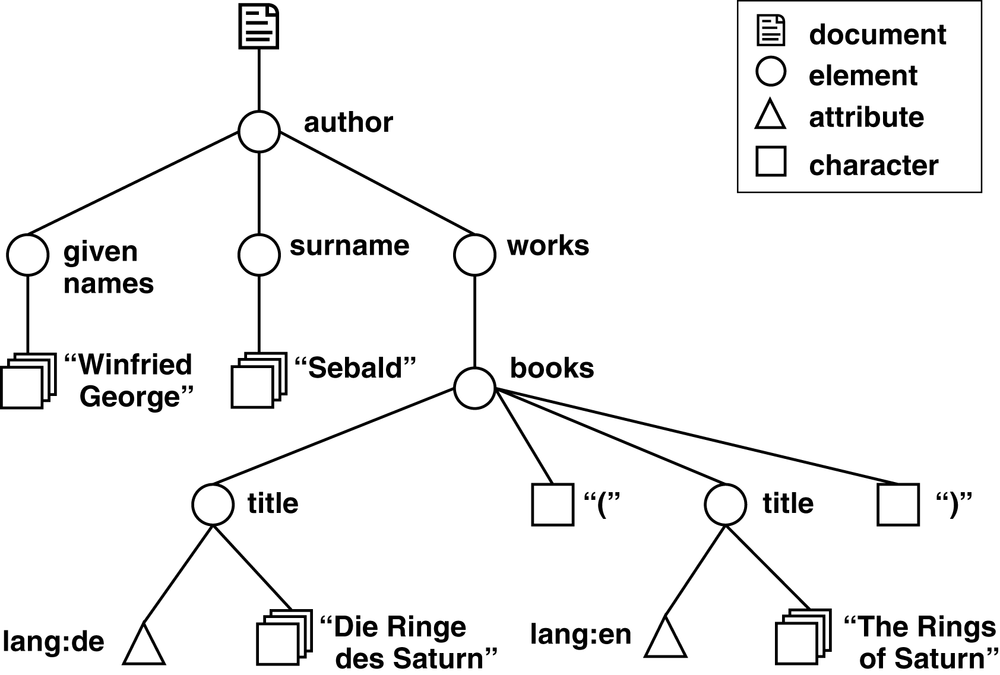 document
element
attribute
character
author
given
names
surname
works
“Winfried
George”
“Sebald”
books
title
“(”
title
“)”
lang:de
“Die Ringe
des Saturn”
lang:en
“The Rings
of Saturn”